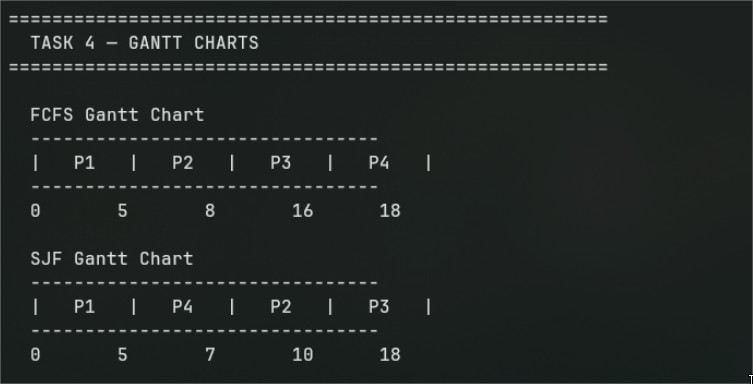 =======================================================
TASK 4 — GANTT CHARTS
=======================================================
FCFS Gantt Chart
--------------------------------
|   P1   |   P2   |   P3   |   P4   |
--------------------------------
0       5       8       16      18
SJF Gantt Chart
--------------------------------
|   P1   |   P4   |   P2   |   P3   |
--------------------------------
0       5       7       10      18